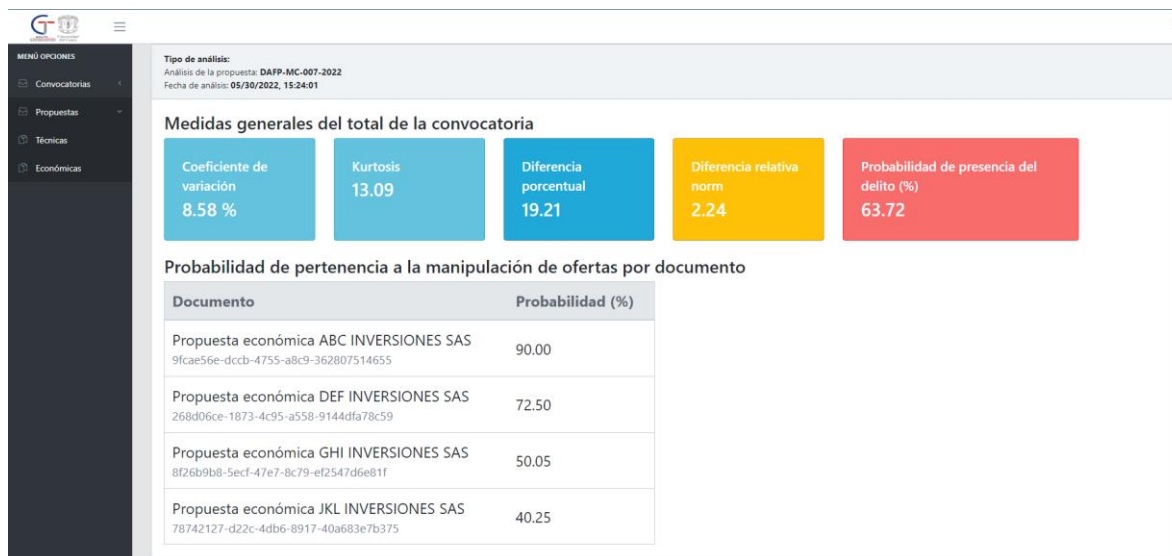 MENÚ OPCIONES
Convocatorias
Propuestas
Técnicas
Económicas
Tipo de análisis:
Análisis de la propuesta: DAFP-MC-007-2022
Fecha de análsis: 05/30/2022, 15:24:01
Medidas generales del total de la convocatoria
Coeficiente de
variación
8.58 %
Kurtosis
13.09
Diferencia
porcentual
19.21
Diferencia relativa
norm
2.24
Probabilidad de presencia del
delito (%)
63.72
Probabilidad de pertenencia a la manipulación de ofertas por documento
Documento Probabilidad (%)
Propuesta económica ABC INVERSIONES SAS
9fcae56e-dccb-4755-a8c9-362807514655
90.00
Propuesta económica DEF INVERSIONES SAS
268d06ce-1873-4c95-a558-9144dfa78c59
72.50
Propuesta económica GHI INVERSIONES SAS
8f26b9b8-5ecf-47e7-8c79-ef2547d6e81f
50.05
Propuesta económica JKL INVERSIONES SAS
78742127-d22c-4db6-8917-40a683e7b375
40.25